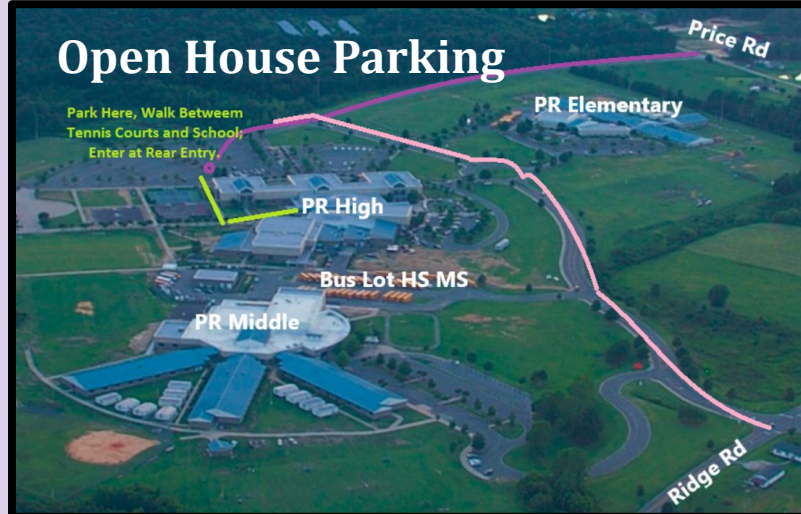 Open House Parking
Price Rd
Park Here, Walk Betweem
Tennis Courts and School;
Enter at Rear Entry.
PR Elementary
PR High
Bus Lot HS MS
PR Middle
Ridge Rd